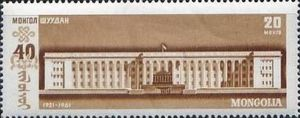 МОНГОЛ ШУУДАН
20
МӨНГӨ
40
1921-1961
MONGOLIA